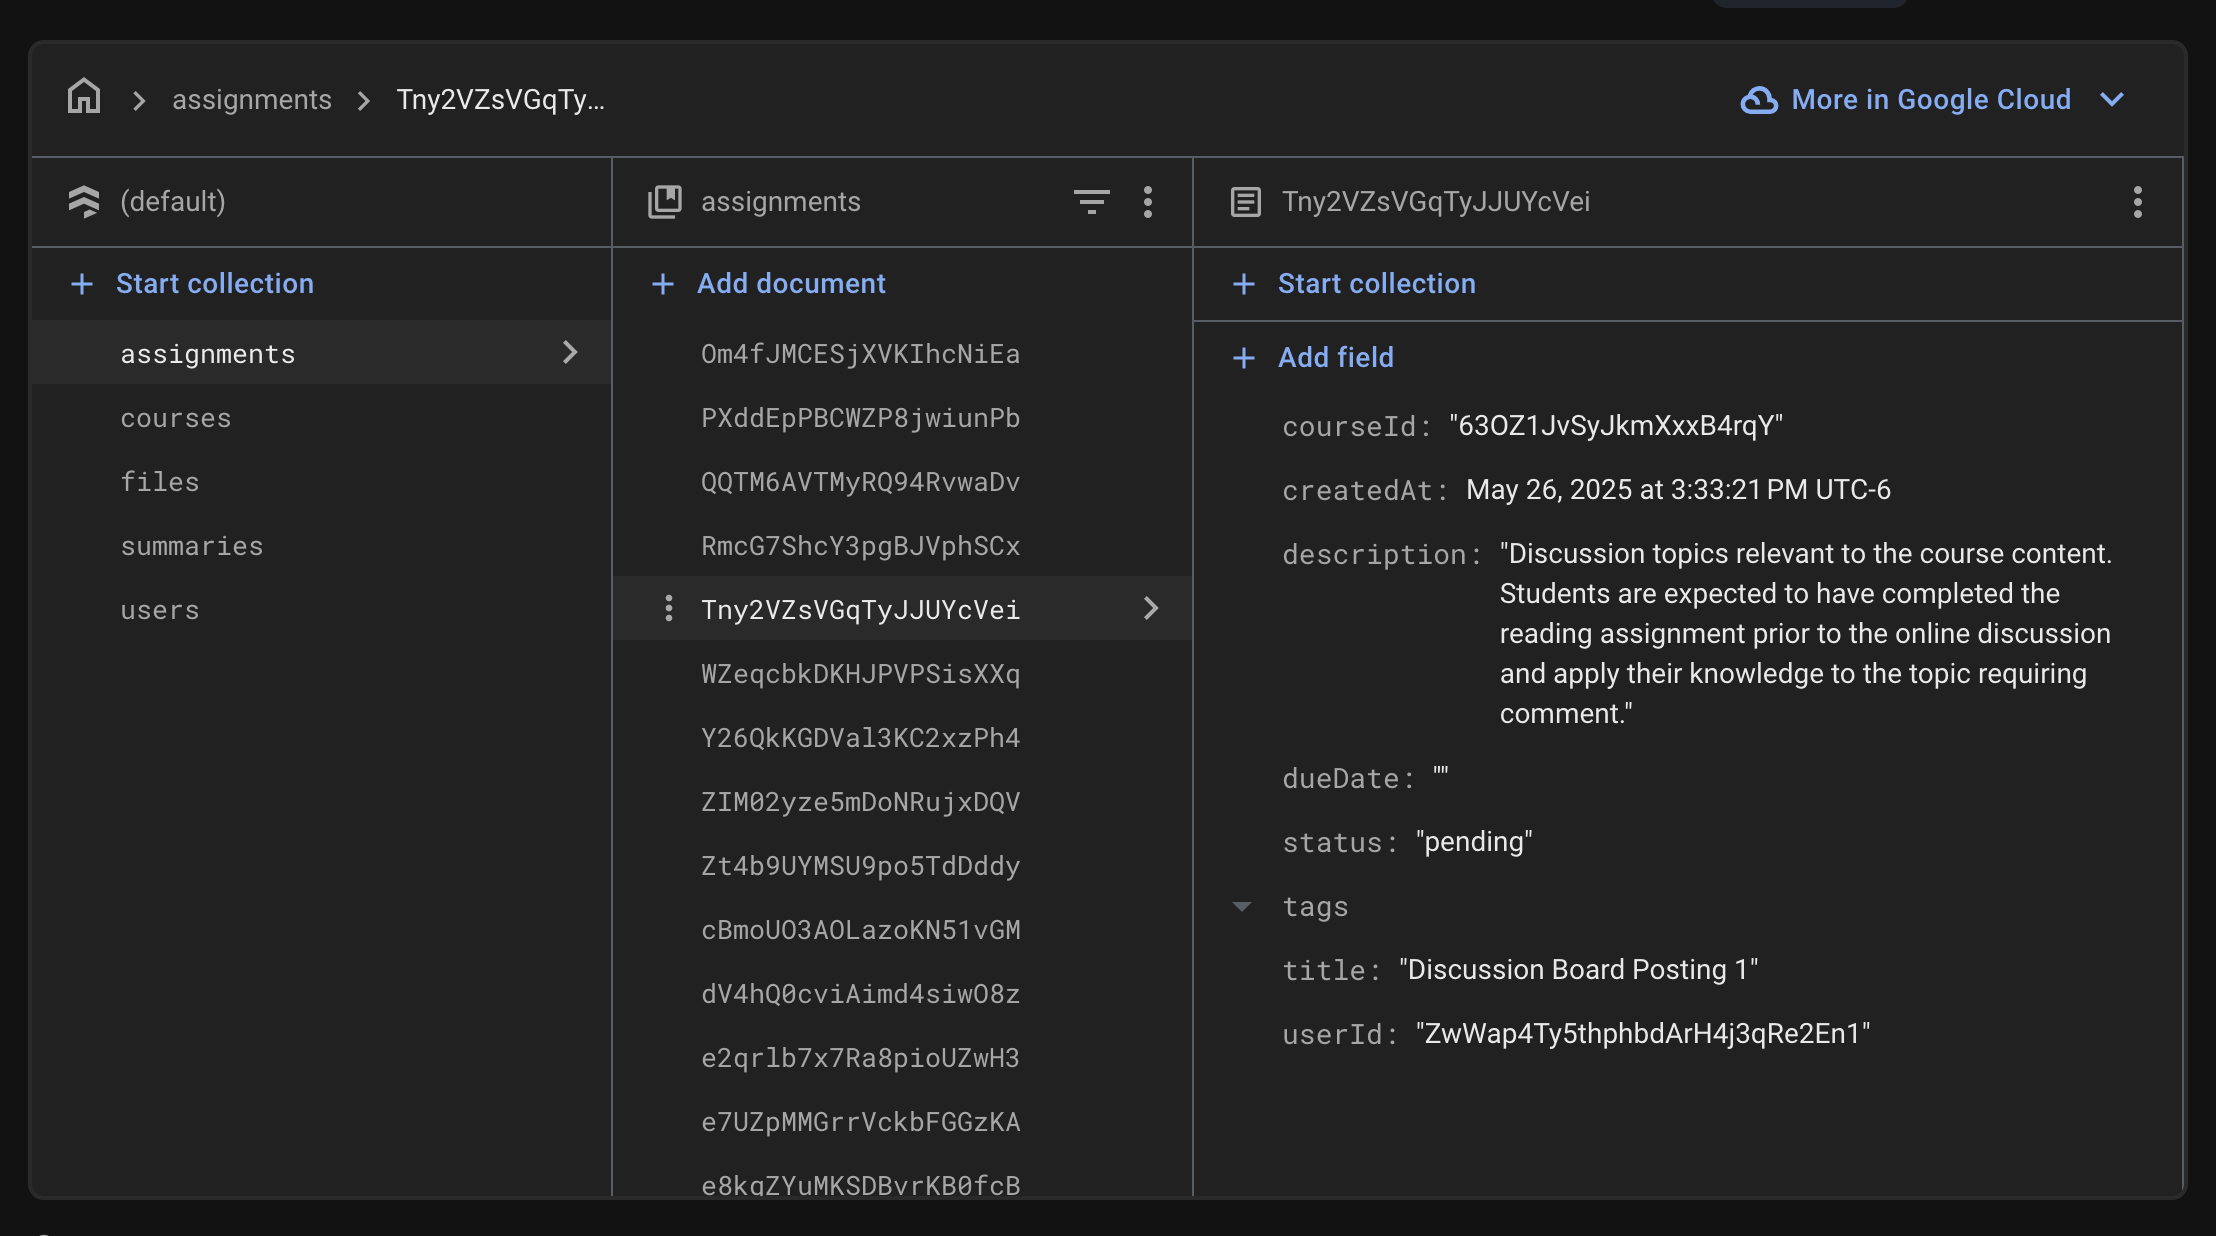 assignments
Tny2VZsVGqTy...
More in Google Cloud
(default)
assignments
Tny2VZsVGqTyJJUYcVei
Start collection
Add document
Start collection
assignments
courses
files
summaries
users
Om4fJMCESjXVKIhcNiEa
PXddEpPBCWZP8jwiunPb
QQTM6AVTMyRQ94RvwaDv
RmcG7ShcY3pgBJVphSCx
Tny2VZsVGqTyJJUYcVei
WZeqcbkDKHJPVPSisXXq
Y26QkKGDVal3KC2xzPh4
ZIM02yze5mDoNRujxDQV
Zt4b9UYMSU9po5TdDddy
cBmoUO3AOLazoKN51vGM
dV4hQ0cviAimd4siwO8z
e2qrlb7x7Ra8pioUZwH3
e7UZpMMGrrVckbFGGzKA
e8kqZYuMKSDBvrKB0fcB
Add field
courseId: "63OZ1JvSyJkmXxxB4rqY"
createdAt: May 26, 2025 at 3:33:21 PM UTC-6
description: "Discussion topics relevant to the course content.
Students are expected to have completed the
reading assignment prior to the online discussion
and apply their knowledge to the topic requiring
comment."
dueDate: ""
status: "pending"
tags
title: "Discussion Board Posting 1"
userId: "ZwWap4Ty5thphbdArH4j3qRe2En1"